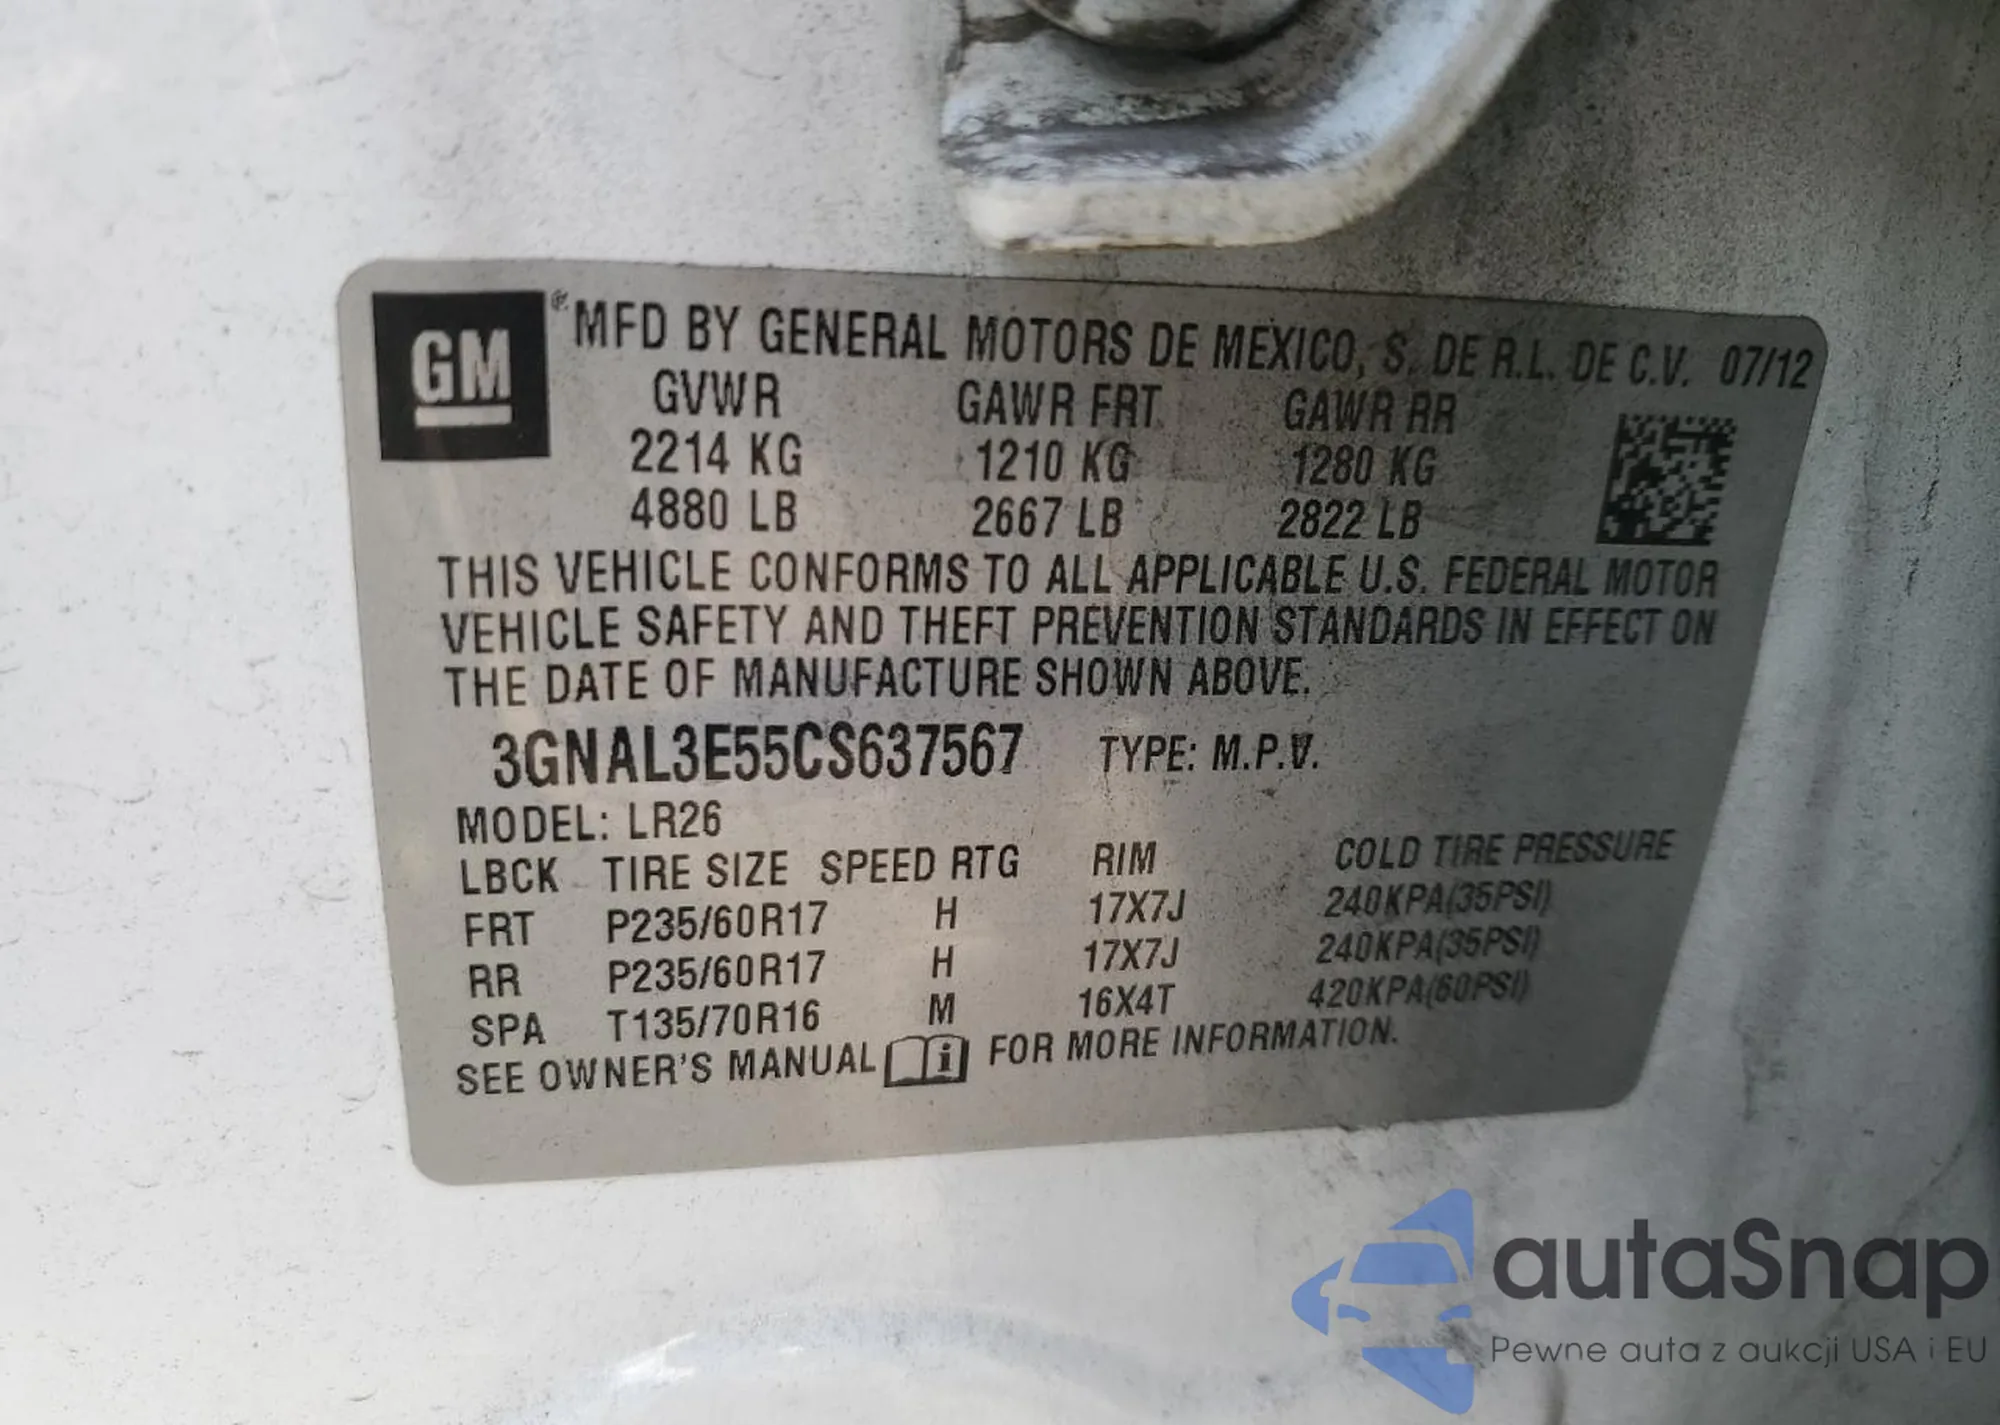 GM
® MFD BY GENERAL MOTORS DE MEXICO, S. DE R.L. DE C.V. 07/12
GVWR GAWR FRT GAWR RR
2214 KG 1210 KG 1280 KG
4880 LB 2667 LB 2822 LB
THIS VEHICLE CONFORMS TO ALL APPLICABLE U.S. FEDERAL MOTOR
VEHICLE SAFETY AND THEFT PREVENTION STANDARDS IN EFFECT ON
THE DATE OF MANUFACTURE SHOWN ABOVE.
3GNAL3E55CS637567 TYPE: M.P.V.
MODEL: LR26
LBCK TIRE SIZE SPEED RTG RIM COLD TIRE PRESSURE
FRT P235/60R17 H 17X7J 240KPA(35PSI)
RR P235/60R17 H 17X7J 240KPA(35PSI)
SPA T135/70R16 M 16X4T 420KPA(60PSI)
SEE OWNER'S MANUAL FOR MORE INFORMATION.
autaSnap
Pewne auta z aukcji USA i EU